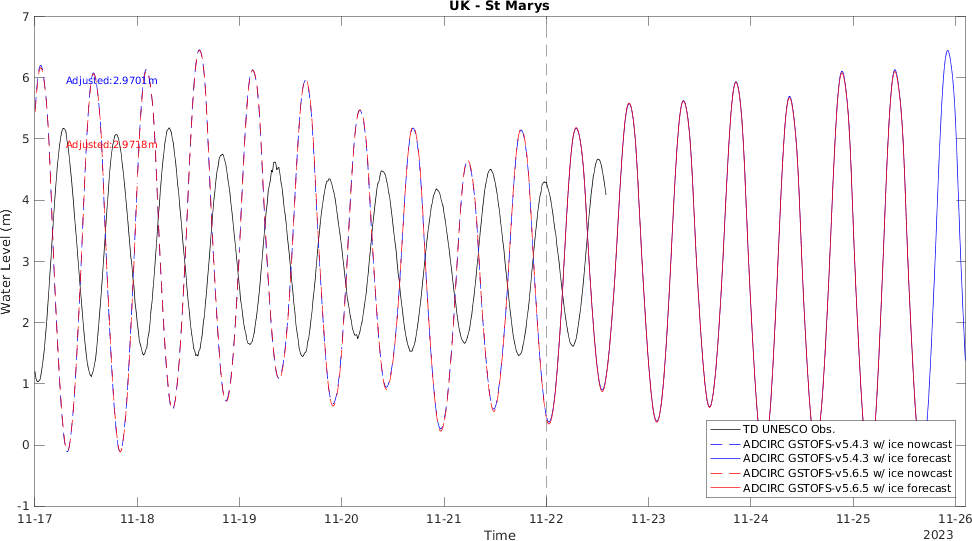 UK - St Marys
7
6
5
4
3
2
1
0
-1
Water Level (m)
Adjusted:2.9701m
Adjusted:2.9718m
TD UNESCO Obs.
ADCIRC GSTOFS-v5.4.3 w/ ice nowcast
ADCIRC GSTOFS-v5.4.3 w/ ice forecast
ADCIRC GSTOFS-v5.6.5 w/ ice nowcast
ADCIRC GSTOFS-v5.6.5 w/ ice forecast
11-17 11-18 11-19 11-20 11-21 11-22 11-23 11-24 11-25 11-26
Time
2023